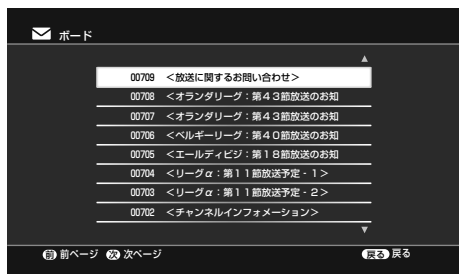 ボード
▲
00709 <放送に関するお問い合わせ>
00708 <オランダリーグ：第４３節放送のお知
00707 <オランダリーグ：第４３節放送のお知
00706 <ベルギーリーグ：第４０節放送のお知
00705 <エールディビジ：第１８節放送のお知
00704 <リーグα：第１１節放送予定‐１>
00703 <リーグα：第１１節放送予定‐２>
00702 <チャンネルインフォメーション>
▼
前 前ページ 次 次ページ 戻る 戻る